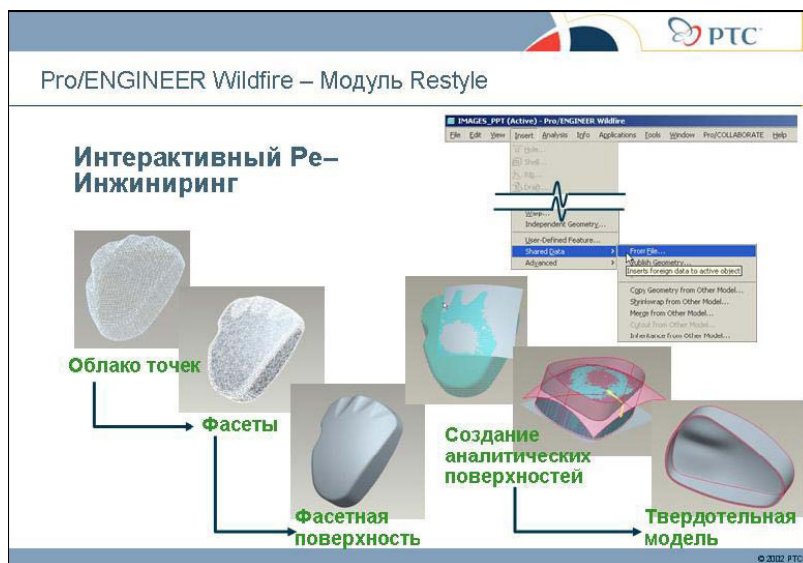 PTC
Pro/ENGINEER Wildfire – Модуль Restyle
IMAGES_PPT (Active) - Pro/ENGINEER Wildfire
File Edit View Insert Analysis Info Applications Tools Window Pro/COLLABORATE Help
Интерактивный Ре–
Инжиниринг
Hole...
Shell...
Rib...
Draft...
Warp...
Independent Geometry...
User-Defined Feature...
Shared Data
Advanced
From File...
Publish Geometry...
Inserts foreign data to active object
Copy Geometry from Other Model...
Shrinkwrap from Other Model...
Merge from Other Model...
Cutout from Other Model...
Inheritance from Other Model...
Облако точек
Фасеты
Фасетная
поверхность
Создание
аналитических
поверхностей
Твердотельная
модель
© 2002 PTC